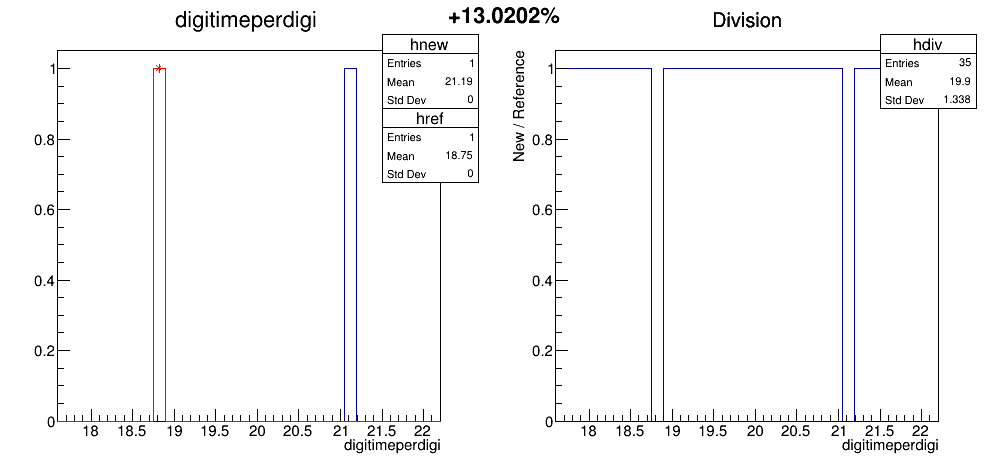 +13.0202%
digitimeperdigi
hnew
Entries 1
Mean 21.19
Std Dev 0
href
Entries 1
Mean 18.75
Std Dev 0
1
0.8
0.6
0.4
0.2
0
18 18.5 19 19.5 20 20.5 21 21.5 22
digitimeperdigi
Division
hdiv
Entries 35
Mean 19.9
Std Dev 1.338
New / Reference
1
0.8
0.6
0.4
0.2
0
18 18.5 19 19.5 20 20.5 21 21.5 22
digitimeperdigi